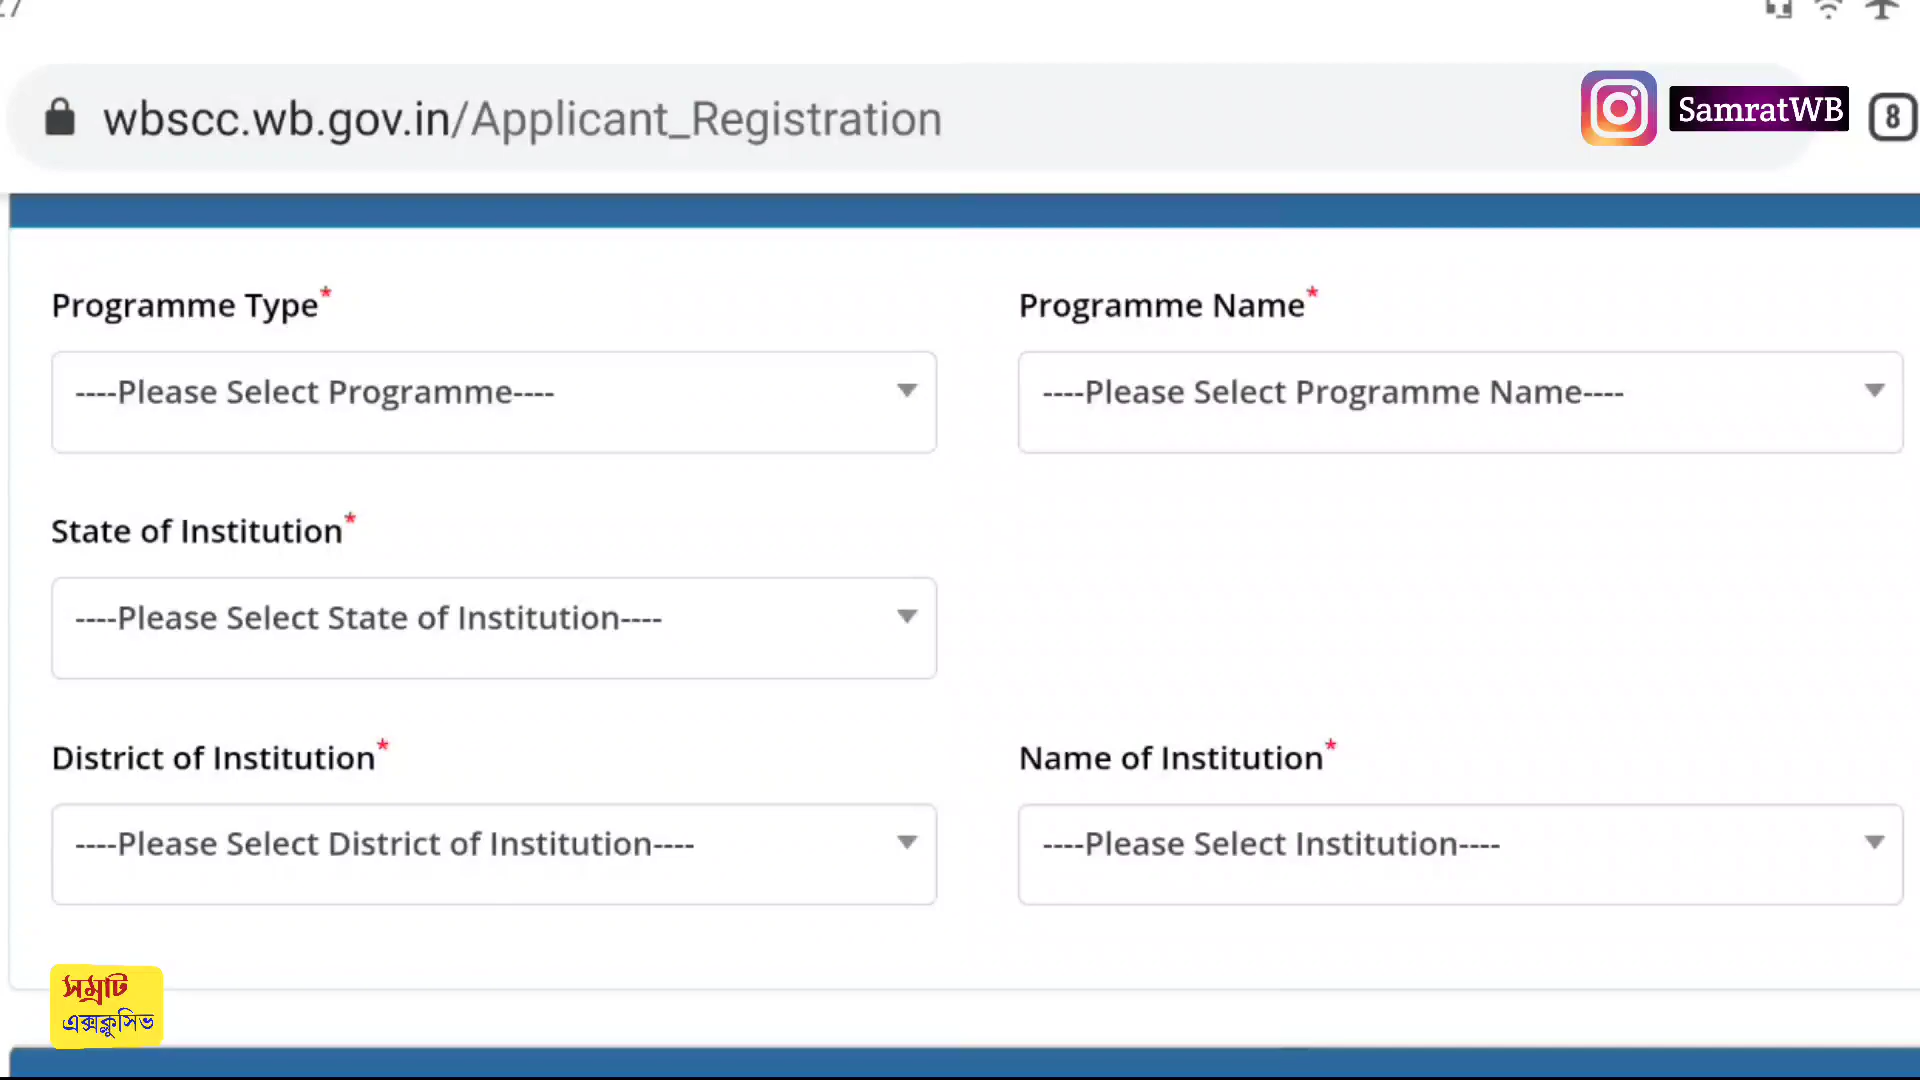 wbscc.wb.gov.in/Applicant_Registration
SamratWB
8
Programme Type*
Programme Name*
----Please Select Programme----
----Please Select Programme Name----
State of Institution*
----Please Select State of Institution----
District of Institution*
Name of Institution*
----Please Select District of Institution----
----Please Select Institution----
সম্রাট
এক্সক্লুসিভ